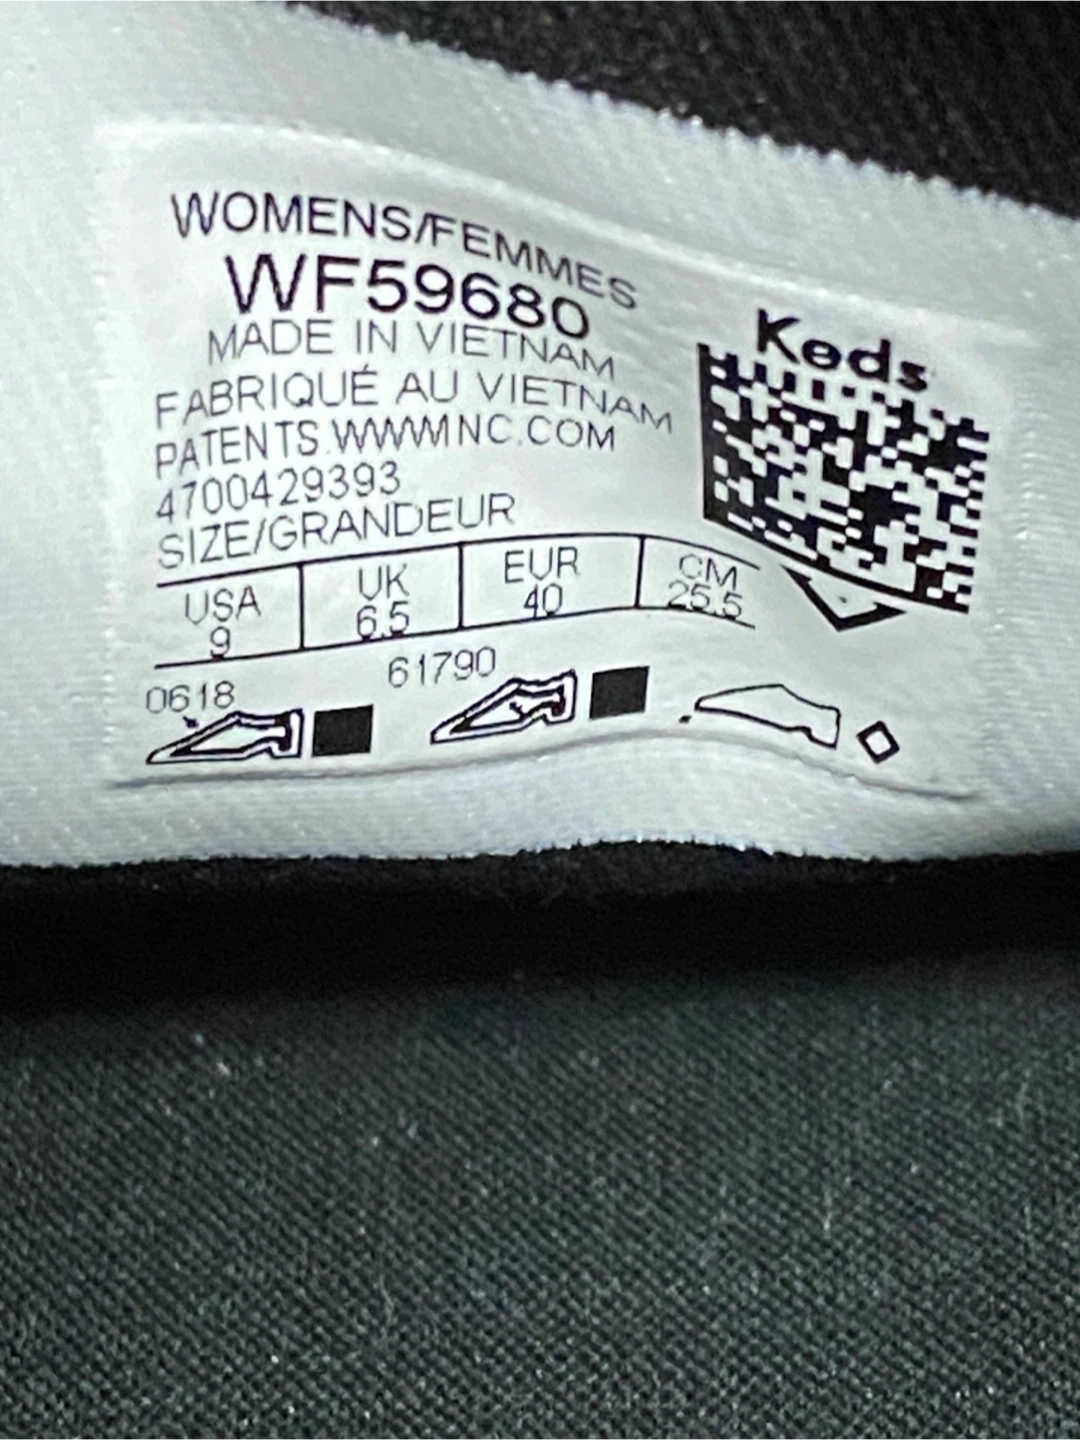 WOMENS/FEMMES
WF59680
MADE IN VIETNAM
FABRIQUÉ AU VIETNAM
PATENTS.WWWMNC.COM
4700429393
SIZE/GRANDEUR
Keds
USA UK EUR CM
9 6.5 40 25.5
0618 61790